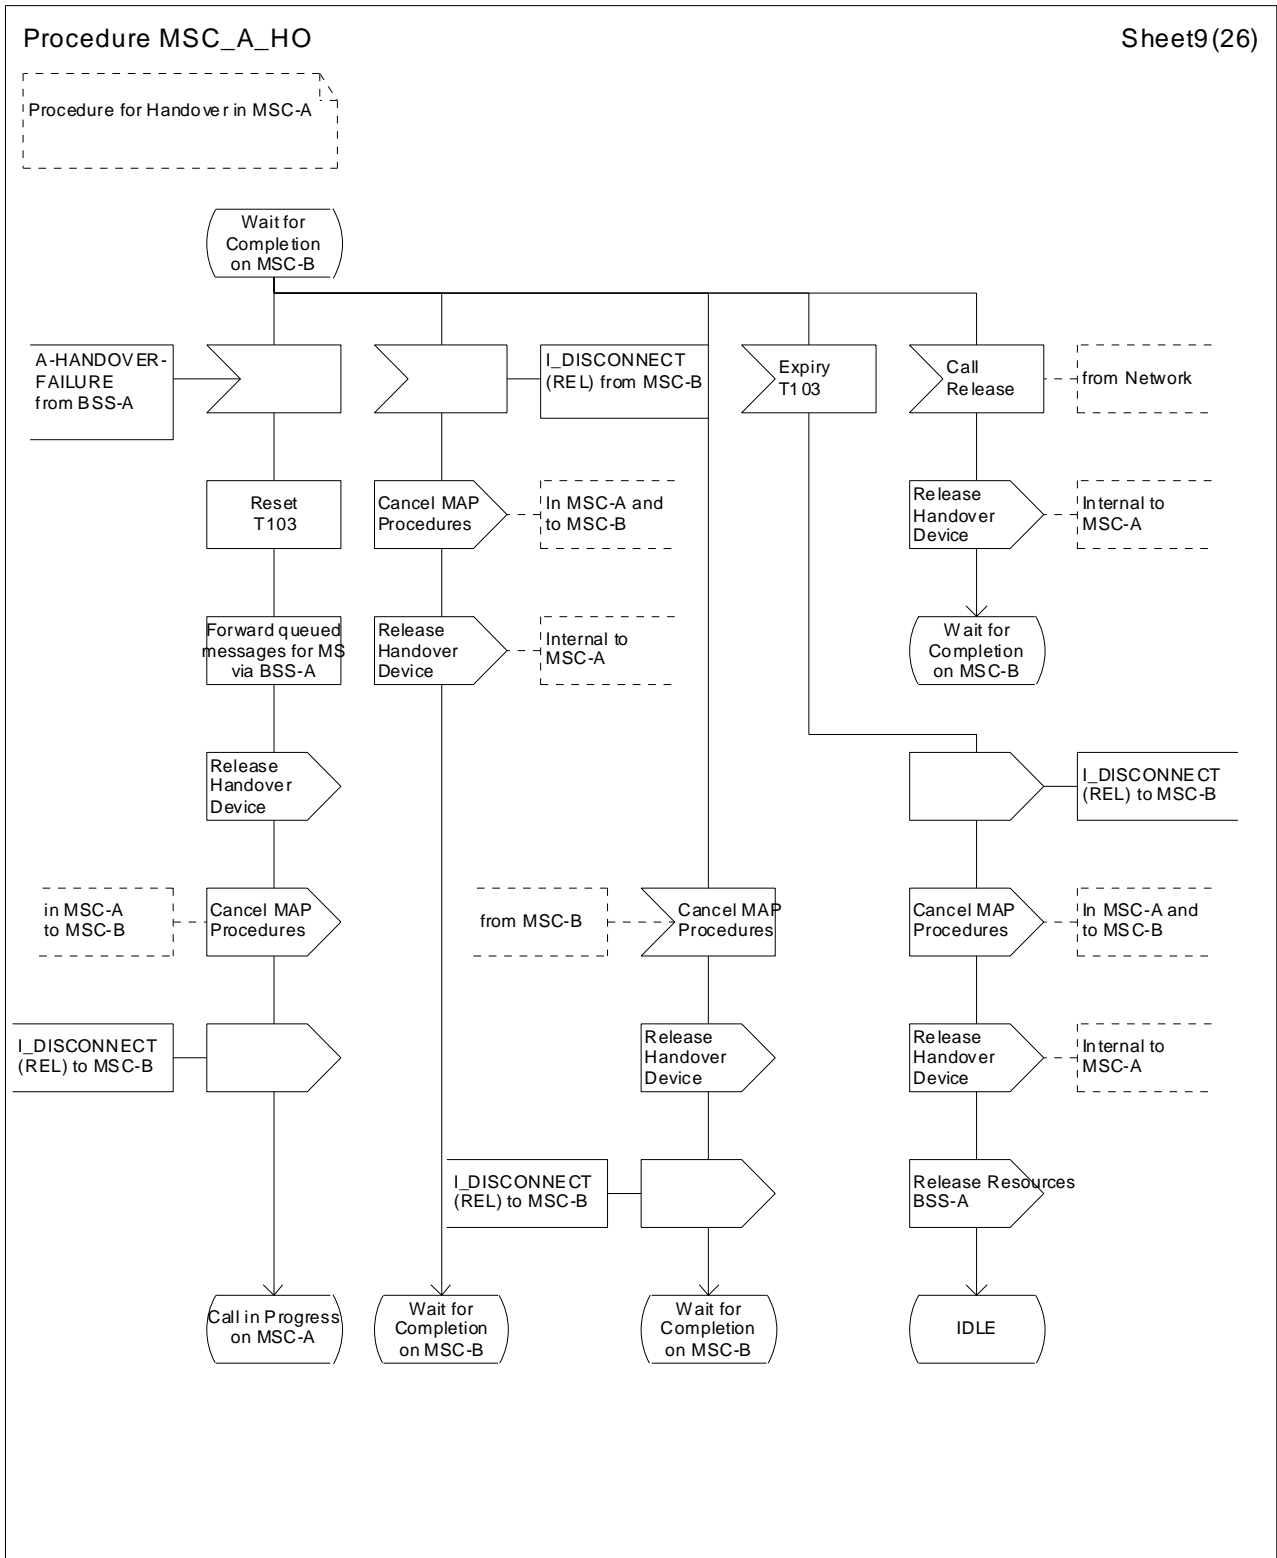 Procedure MSC_A_HO
Sheet9(26)
Procedure for Handover in MSC-A
Wait for
Completion
on MSC-B
A-HANDOVER-
FAILURE
from BSS-A
I_DISCONNECT
(REL) from MSC-B
Expiry
T103
Call
Release
from Network
Reset
T103
Cancel MAP
Procedures
In MSC-A and
to MSC-B
Release
Handover
Device
Internal to
MSC-A
Forward queued
messages for MS
via BSS-A
Release
Handover
Device
Internal to
MSC-A
Wait for
Completion
on MSC-B
Release
Handover
Device
I_DISCONNECT
(REL) to MSC-B
in MSC-A
to MSC-B
Cancel MAP
Procedures
from MSC-B
Cancel MAP
Procedures
Cancel MAP
Procedures
In MSC-A and
to MSC-B
I_DISCONNECT
(REL) to MSC-B
Release
Handover
Device
Release
Handover
Device
Internal to
MSC-A
I_DISCONNECT
(REL) to MSC-B
Release Resources
BSS-A
Call in Progress
on MSC-A
Wait for
Completion
on MSC-B
Wait for
Completion
on MSC-B
IDLE